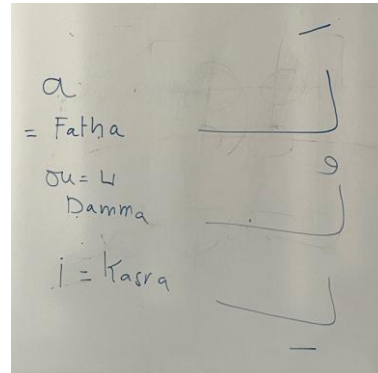 a
= Fatha
ou = u
Damma
i = Kasra